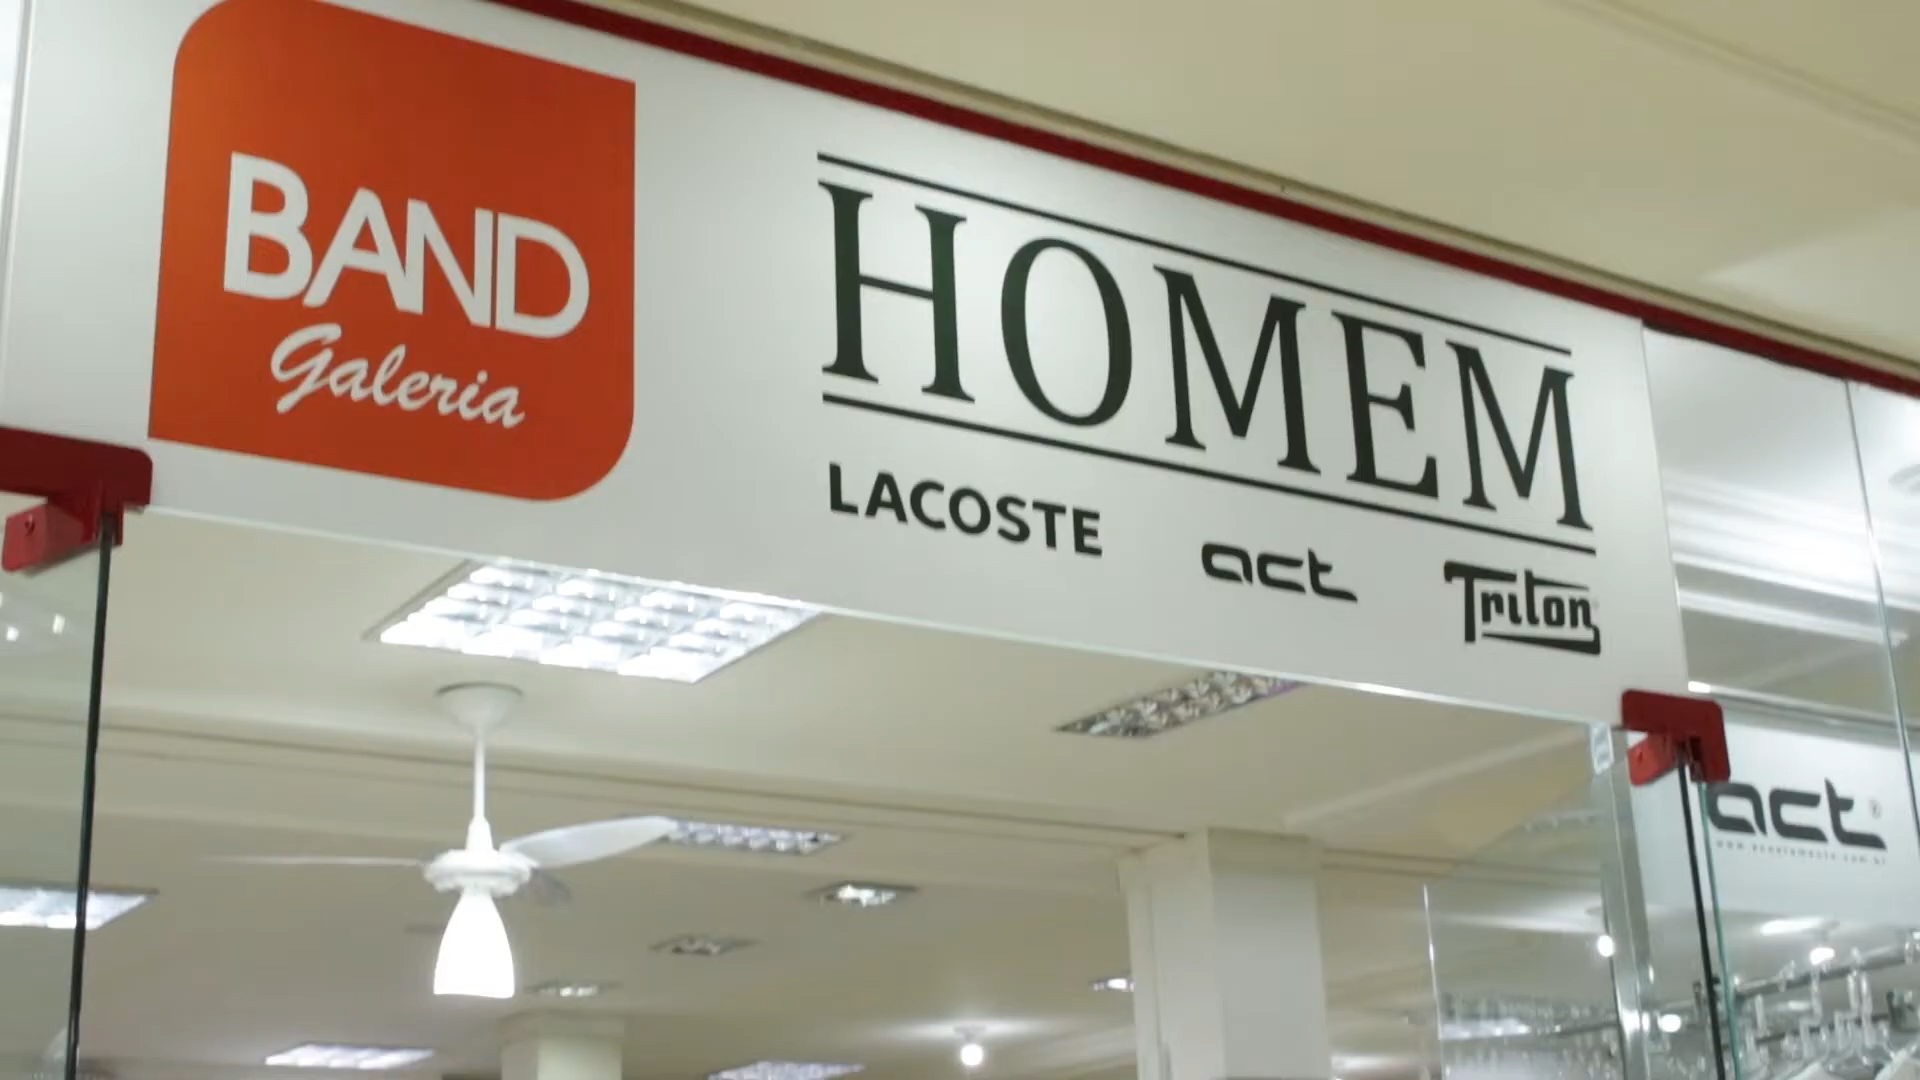 BAND
Galeria
HOMEM
LACOSTE
act
Triton
act